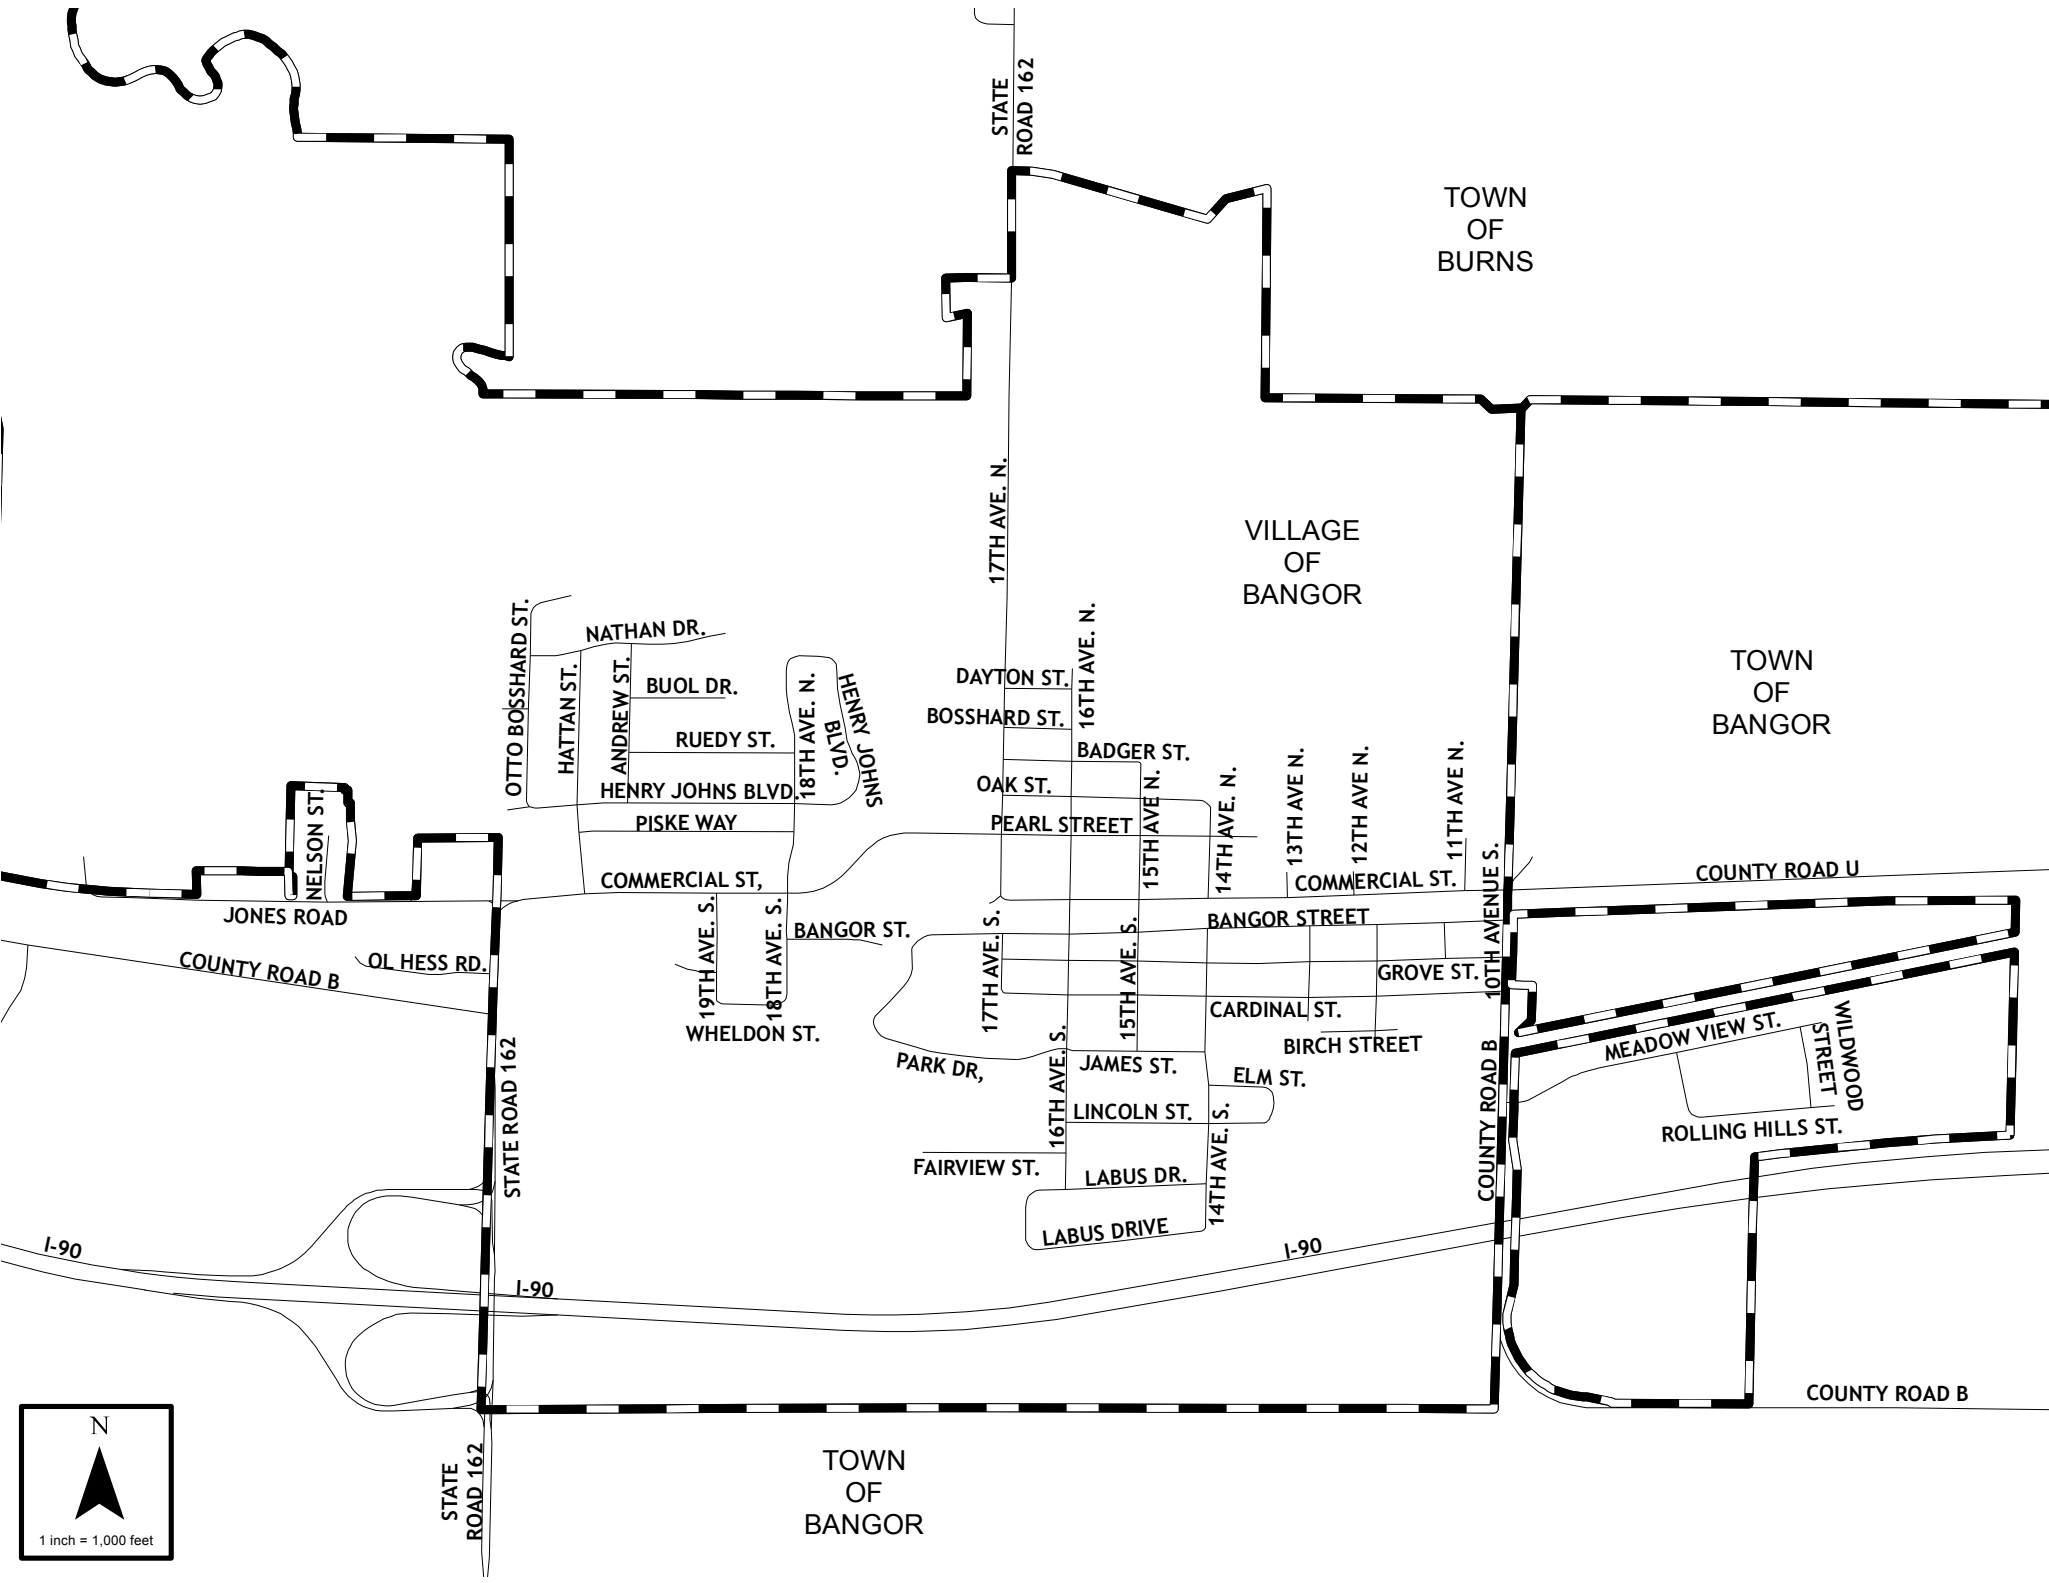 STATE
ROAD 162
TOWN
OF
BURNS
17TH AVE. N.
VILLAGE
OF
BANGOR
TOWN
OF
BANGOR
OTTO BOSSHARD ST.
NATHAN DR.
HATTAN ST.
ANDREW ST.
BUOL DR.
RUEDY ST.
18TH AVE. N.
HENRY JOHNS
BLVD.
HENRY JOHNS BLVD.
PISKE WAY
DAYTON ST.
16TH AVE. N.
BOSSHARD ST.
BADGER ST.
OAK ST.
15TH AVE N.
14TH AVE. N.
13TH AVE N.
12TH AVE N.
11TH AVE N.
PEARL STREET
NELSON ST.
JONES ROAD
COMMERCIAL ST,
COMMERCIAL ST.
10TH AVENUE S.
COUNTY ROAD U
BANGOR STREET
19TH AVE. S.
18TH AVE. S.
BANGOR ST.
17TH AVE. S.
15TH AVE. S.
COUNTY ROAD B
OL HESS RD.
GROVE ST.
CARDINAL ST.
WHELDON ST.
BIRCH STREET
MEADOW VIEW ST.
WILDWOOD
STREET
STATE ROAD 162
PARK DR,
16TH AVE. S.
JAMES ST.
ELM ST.
COUNTY ROAD B
LINCOLN ST.
ROLLING HILLS ST.
FAIRVIEW ST.
LABUS DR.
14TH AVE. S.
LABUS DRIVE
I-90
I-90
I-90
COUNTY ROAD B
N
1 inch = 1,000 feet
STATE
ROAD 162
TOWN
OF
BANGOR